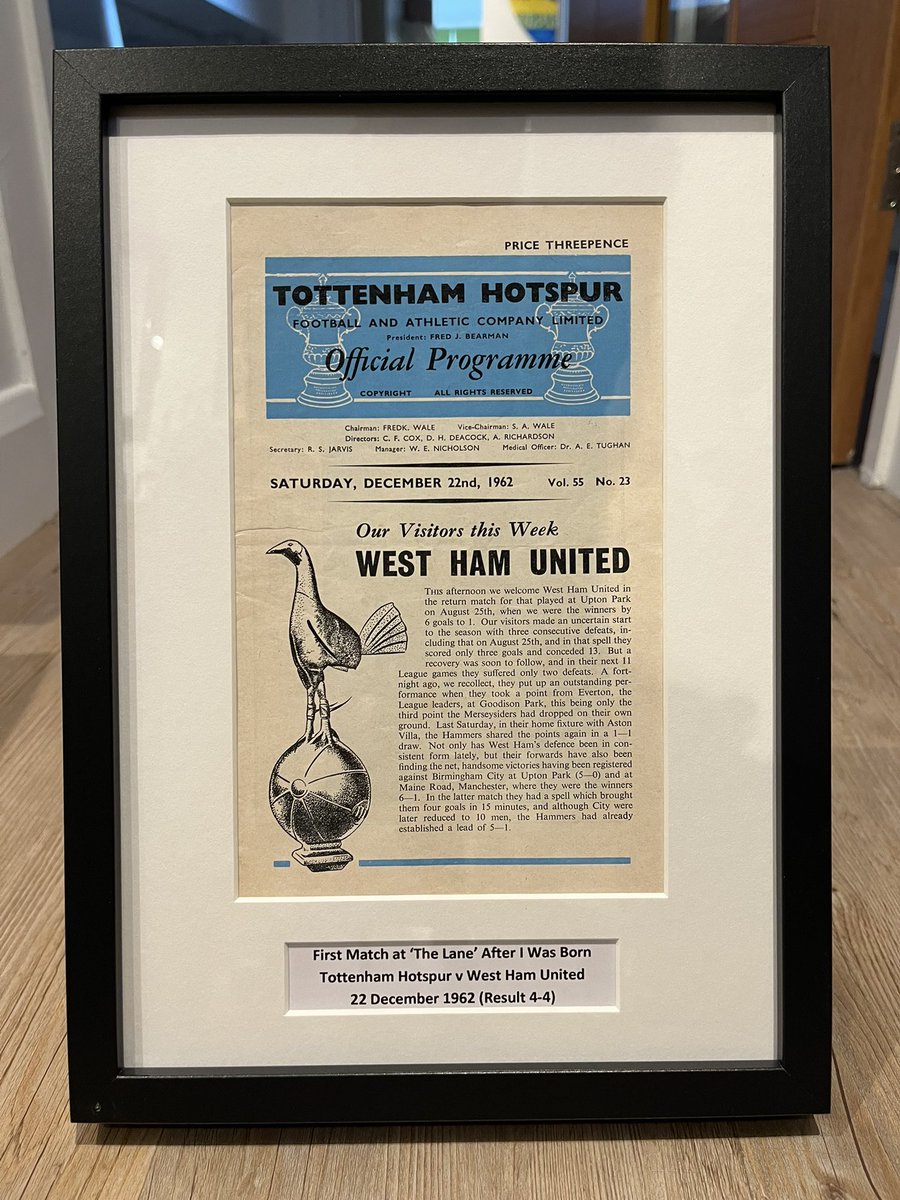 PRICE THREEPENCE
TOTTENHAM HOTSPUR
FOOTBALL AND ATHLETIC COMPANY LIMITED
President: FRED J. BEARMAN
Official Programme
COPYRIGHT ALL RIGHTS RESERVED
Chairman: FREDK. WALE Vice-Chairman: S. A. WALE
Directors: C. F. COX, D. H. DEACOCK, A. RICHARDSON
Secretary: R. S. JARVIS Manager: W. E. NICHOLSON Medical Officer: Dr. A. E. TUGHAN
SATURDAY, DECEMBER 22nd, 1962 Vol. 55 No. 23
Our Visitors this Week
WEST HAM UNITED
THIS afternoon we welcome West Ham United in
the return match for that played at Upton Park
on August 25th, when we were the winners by
6 goals to 1. Our visitors made an uncertain start
to the season with three consecutive defeats, in-
cluding that on August 25th, and in that spell they
scored only three goals and conceded 13. But a
recovery was soon to follow, and in their next 11
League games they suffered only two defeats. A fort-
night ago, we recollect, they put up an outstanding per-
formance when they took a point from Everton, the
League leaders, at Goodison Park, this being only the
third point the Merseysiders had dropped on their own
ground. Last Saturday, in their home fixture with Aston
Villa, the Hammers shared the points again in a 1—1
draw. Not only has West Ham's defence been in con-
sistent form lately, but their forwards have also been
finding the net, handsome victories having been registered
against Birmingham City at Upton Park (5—0) and at
Maine Road, Manchester, where they were the winners
6—1. In the latter match they had a spell which brought
them four goals in 15 minutes, and although City were
later reduced to 10 men, the Hammers had already
established a lead of 5—1.
First Match at ‘The Lane’ After I Was Born
Tottenham Hotspur v West Ham United
22 December 1962 (Result 4-4)